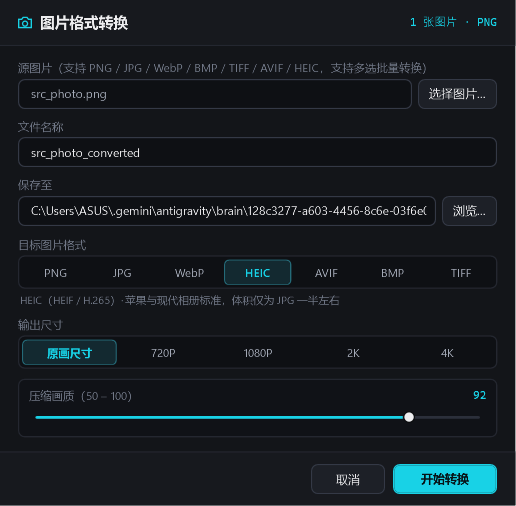 图片格式转换
1 张图片 · PNG
源图片（支持 PNG / JPG / WebP / BMP / TIFF / AVIF / HEIC，支持多选批量转换）
src_photo.png
选择图片...
文件名称
src_photo_converted
保存至
C:\Users\ASUS\.gemini\antigravity\brain\128c3277-a603-4456-8c6e-03f6e0
浏览...
目标图片格式
PNG JPG WebP HEIC AVIF BMP TIFF
HEIC（HEIF / H.265）· 苹果与现代相册标准，体积仅为 JPG 一半左右
输出尺寸
原画尺寸 720P 1080P 2K 4K
压缩画质（50 – 100） 92
取消 开始转换